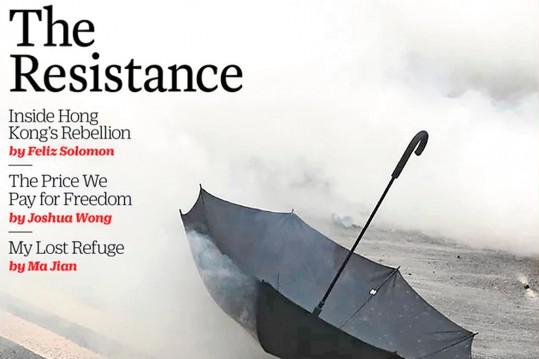 The
Resistance
Inside Hong
Kong's Rebellion
by Feliz Solomon
The Price We
Pay for Freedom
by Joshua Wong
My Lost Refuge
by Ma Jian